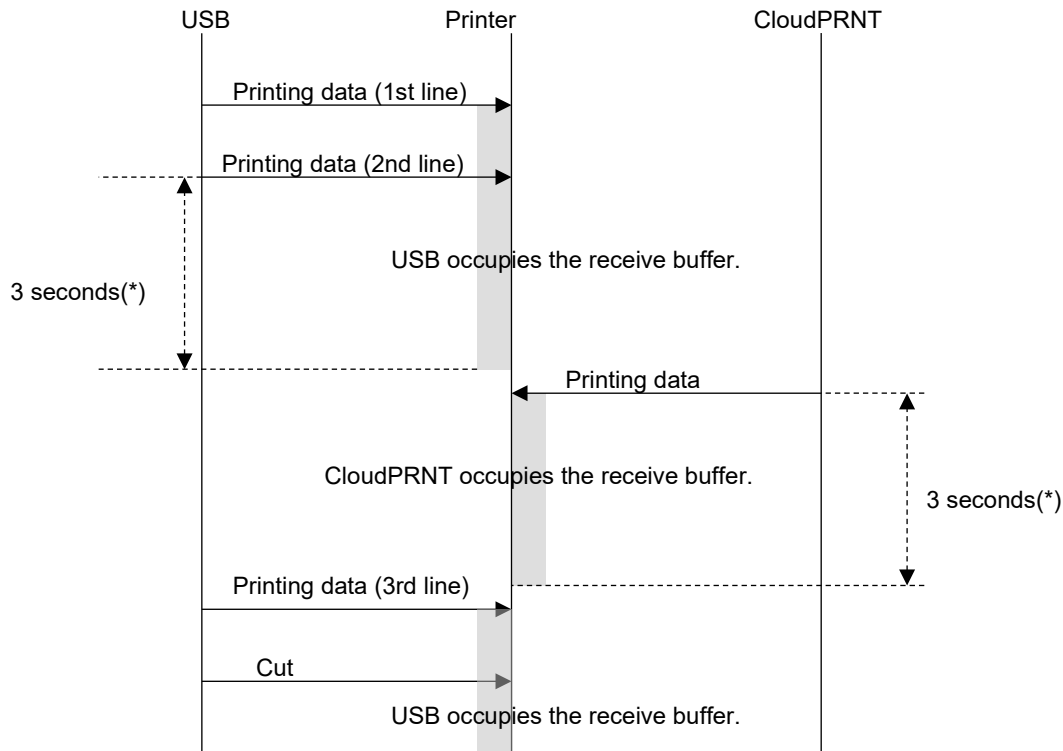 USB
Printer
CloudPRNT
Printing data (1st line)
Printing data (2nd line)
USB occupies the receive buffer.
3 seconds(*)
Printing data
CloudPRNT occupies the receive buffer.
3 seconds(*)
Printing data (3rd line)
Cut
USB occupies the receive buffer.